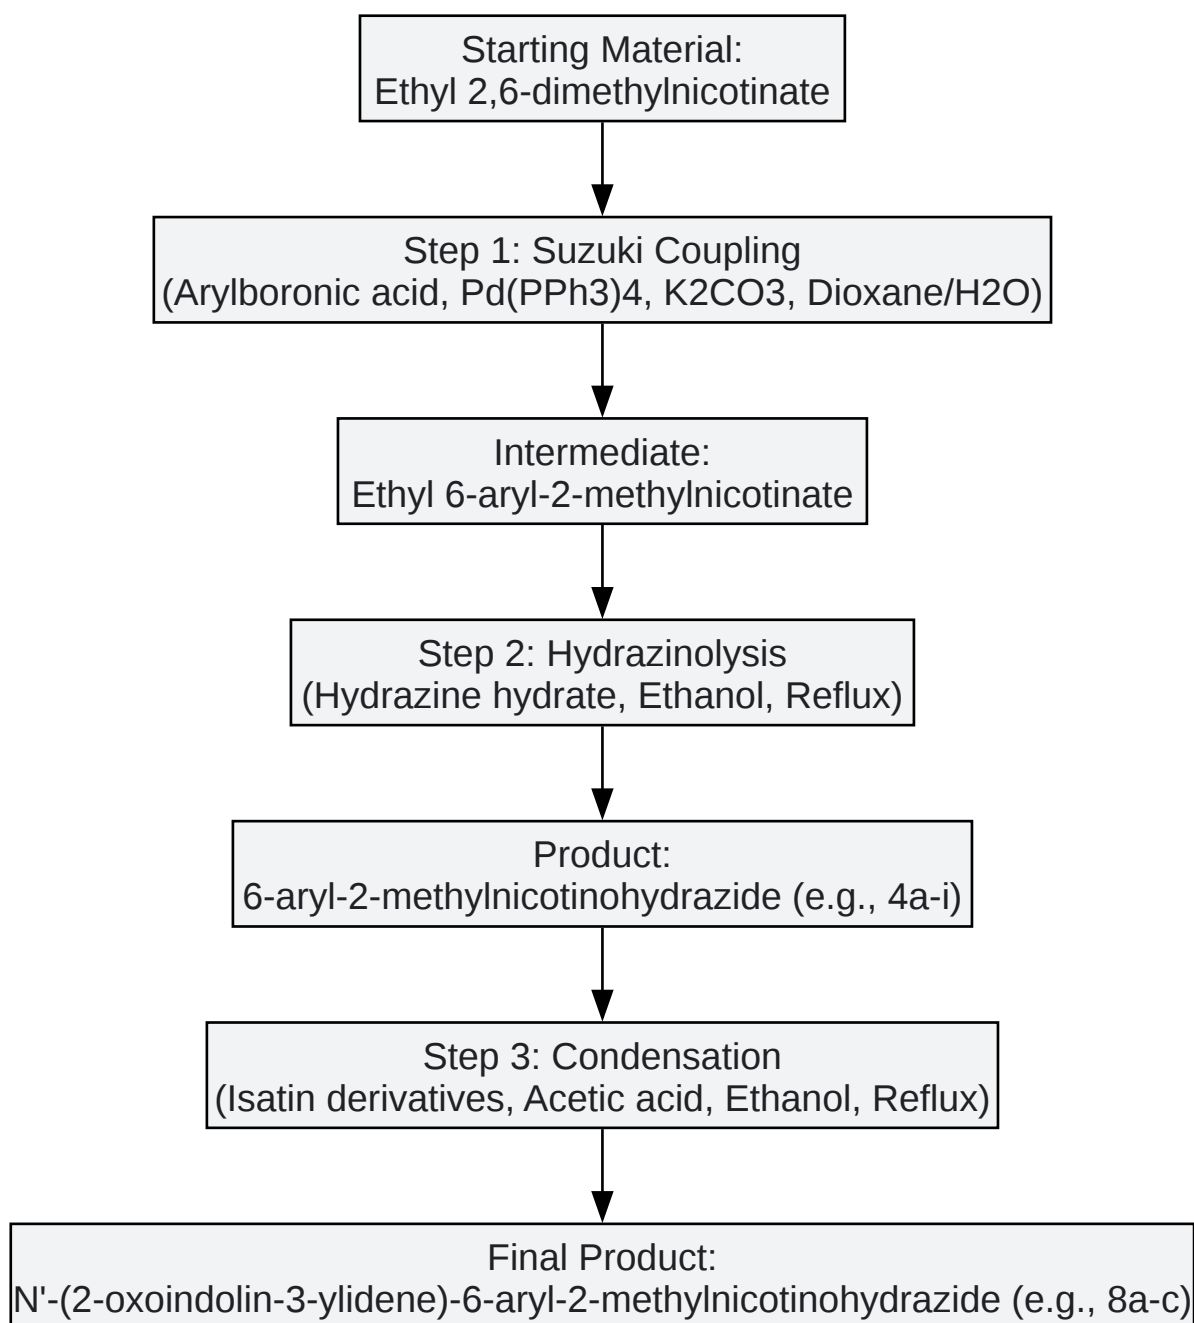 Starting Material:
Ethyl 2,6-dimethylnicotinate
Step 1: Suzuki Coupling
(Arylboronic acid, Pd(PPh3)4, K2CO3, Dioxane/H2O)
Intermediate:
Ethyl 6-aryl-2-methylnicotinate
Step 2: Hydrazinolysis
(Hydrazine hydrate, Ethanol, Reflux)
Product:
6-aryl-2-methylnicotinohydrazide (e.g., 4a-i)
Step 3: Condensation
(Isatin derivatives, Acetic acid, Ethanol, Reflux)
Final Product:
N'-(2-oxoindolin-3-ylidene)-6-aryl-2-methylnicotinohydrazide (e.g., 8a-c)